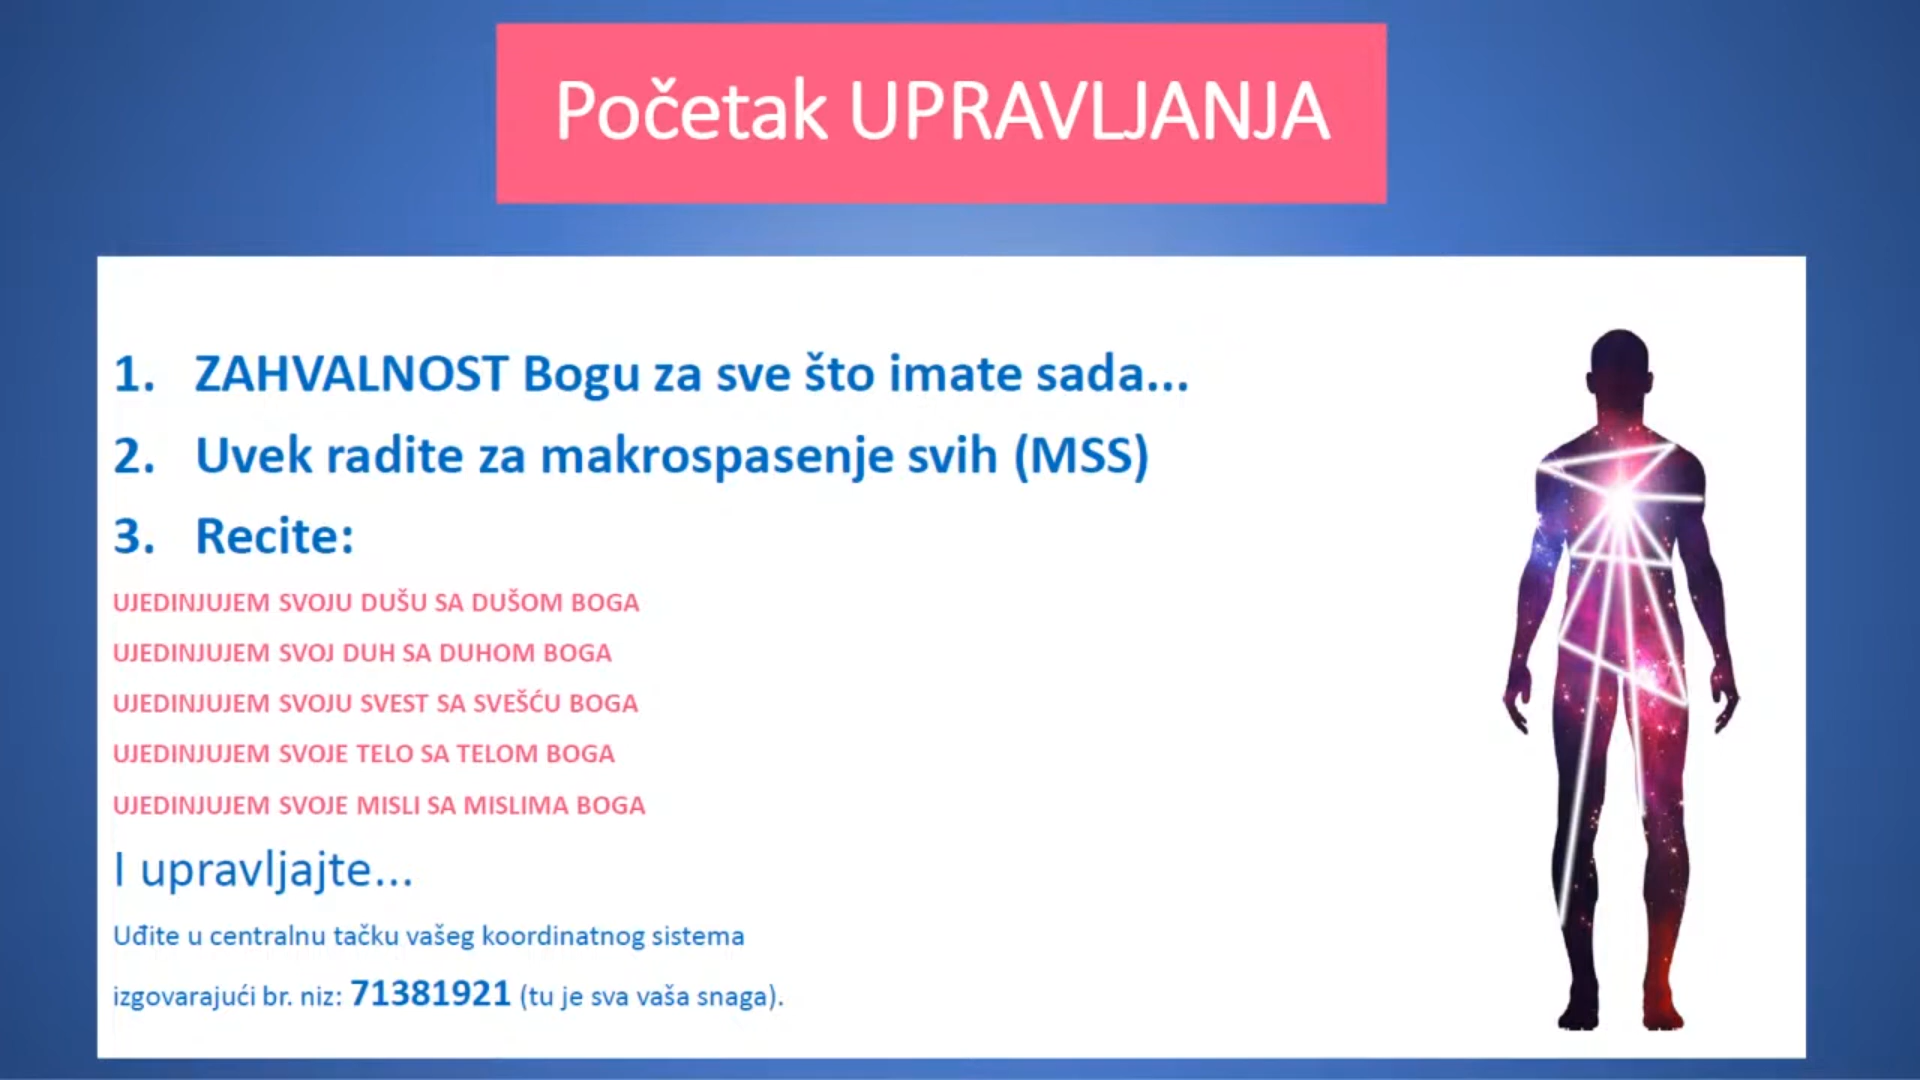 Početak UPRAVLJANJA
1. ZAHVALNOST Bogu za sve što imate sada...
2. Uvek radite za makrospasenje svih (MSS)
3. Recite:
UJEDINJUJEM SVOJU DUŠU SA DUŠOM BOGA
UJEDINJUJEM SVOJ DUH SA DUHOM BOGA
UJEDINJUJEM SVOJU SVEST SA SVEŠĆU BOGA
UJEDINJUJEM SVOJE TELO SA TELOM BOGA
UJEDINJUJEM SVOJE MISLI SA MISLIMA BOGA
I upravljajte...
Uđite u centralnu tačku vašeg koordinatnog sistema
izgovarajući br. niz: 71381921 (tu je sva vaša snaga).